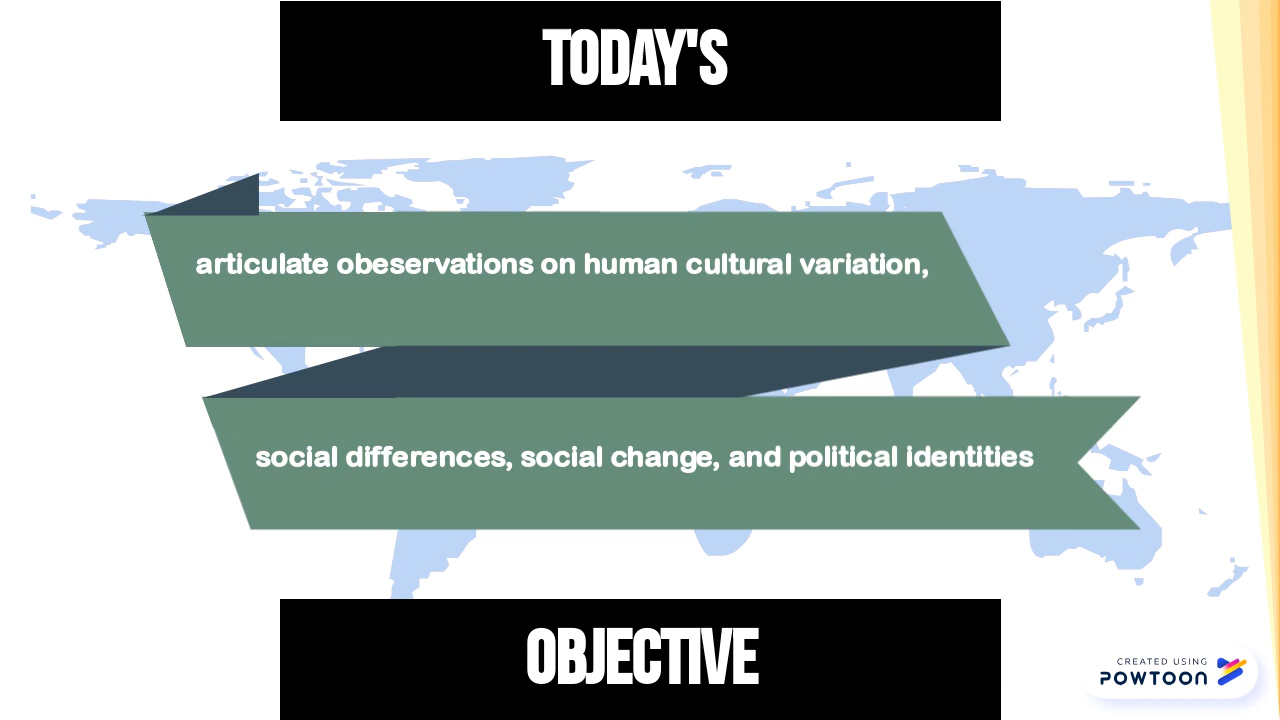 TODAY'S
articulate obeservations on human cultural variation,
social differences, social change, and political identities
OBJECTIVE
CREATED USING
POWTOON